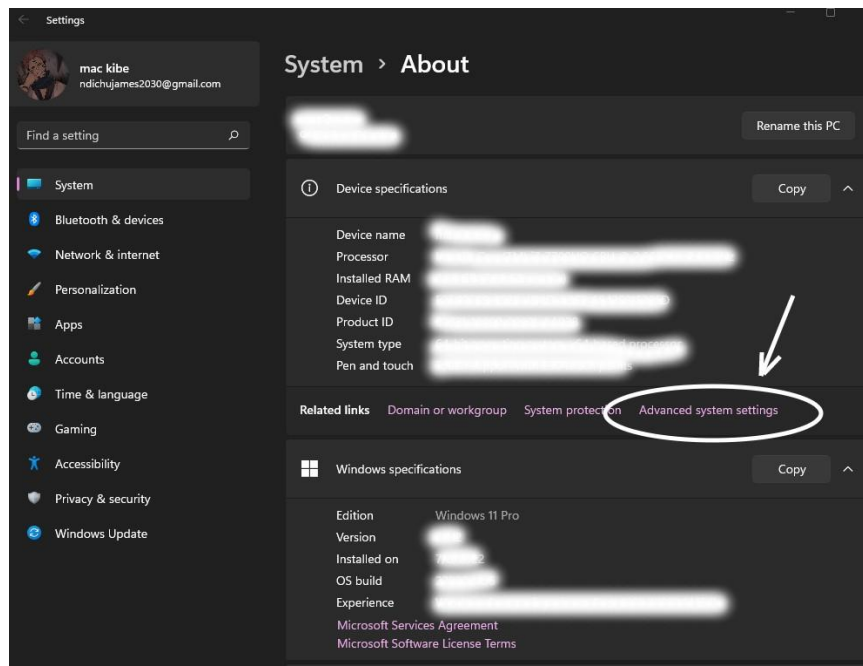 Settings
mac kibe
ndichujames2030@gmail.com
Find a setting
System
Bluetooth & devices
Network & internet
Personalization
Apps
Accounts
Time & language
Gaming
Accessibility
Privacy & security
Windows Update
System > About
Rename this PC
Device specifications
Copy
Device name
Processor
Installed RAM
Device ID
Product ID
System type
Pen and touch
Related links Domain or workgroup System protection Advanced system settings
Windows specifications
Copy
Edition Windows 11 Pro
Version
Installed on
OS build
Experience
Microsoft Services Agreement
Microsoft Software License Terms